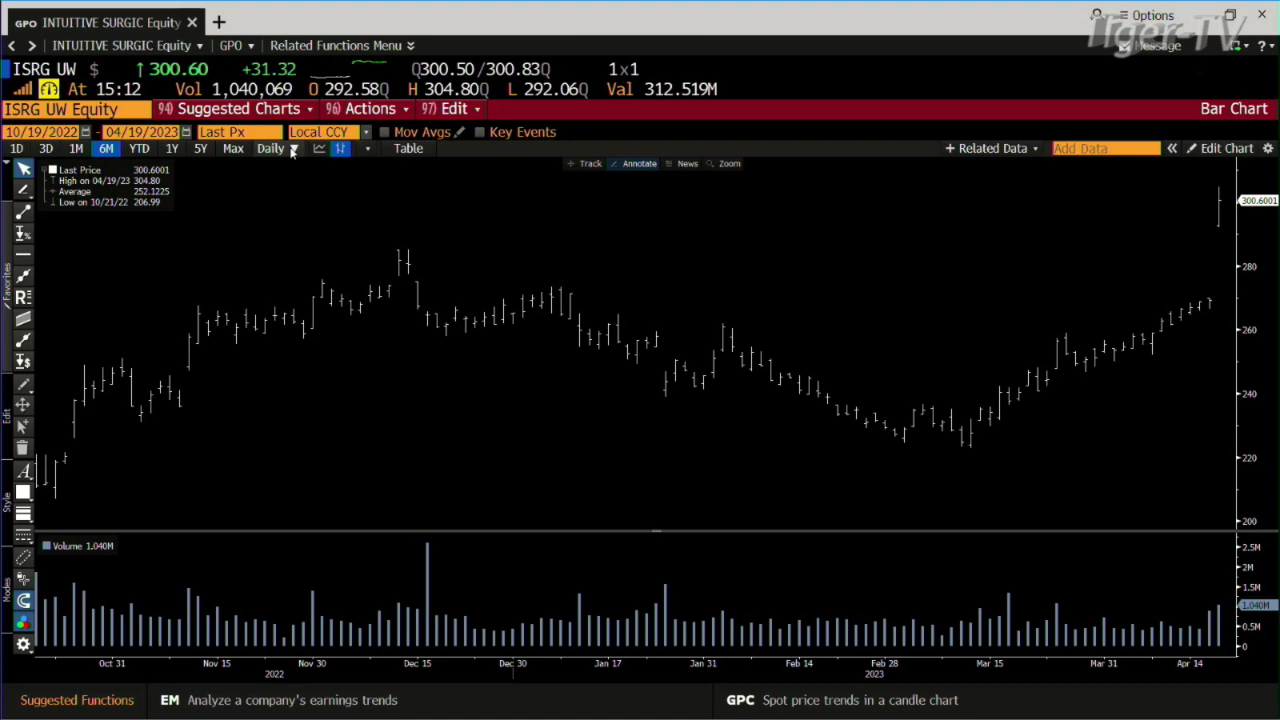 GPO INTUITIVE SURGIC Equity × +
Options
Tiger-TV
INTUITIVE SURGIC Equity GPO Related Functions Menu Message ?
ISRG UW $ ↑ 300.60 +31.32 Q300.50/300.83Q 1x1
At 15:12 Vol 1,040,069 O 292.58Q H 304.80Q L 292.06Q Val 312.519M
ISRG UW Equity 94) Suggested Charts 96) Actions 97) Edit Bar Chart
10/19/2022 - 04/19/2023 Last Px Local CCY Mov Avgs Key Events
1D 3D 1M 6M YTD 1Y 5Y Max Daily Table + Related Data Add Data « Edit Chart
Track Annotate News Zoom
Last Price 300.6001
High on 04/19/23 304.80
Average 252.1225
Low on 10/21/22 206.99
300.6001
280
260
240
220
200
Favorites
Edit
Style
Modes
Volume 1.040M
2.5M
2M
1.5M
1.040M
0.5M
0
Oct 31 Nov 15 Nov 30 Dec 15 Dec 30 Jan 17 Jan 31 Feb 14 Feb 28 Mar 15 Mar 31 Apr 14
2022 2023
Suggested Functions EM Analyze a company's earnings trends GPC Spot price trends in a candle chart